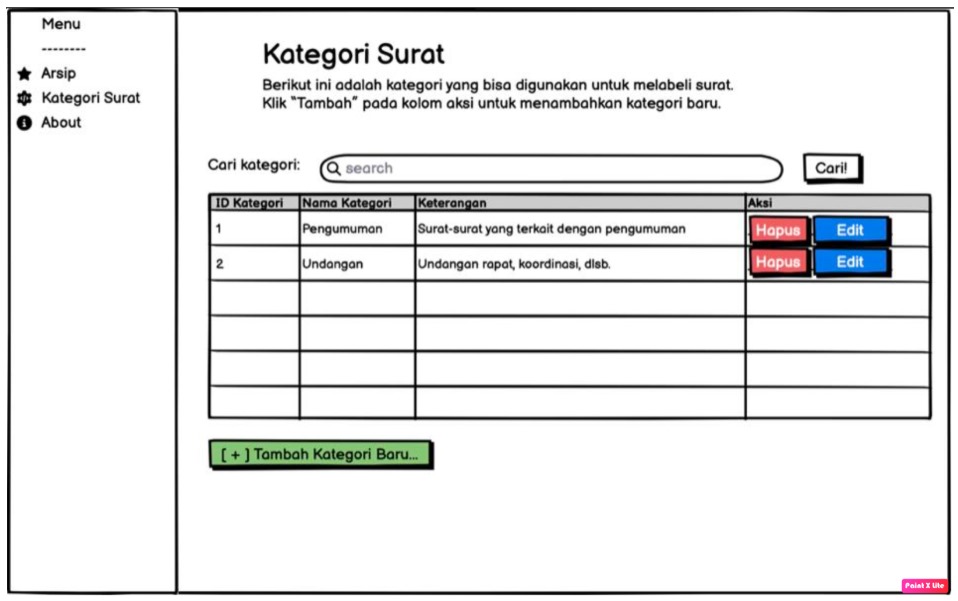 Menu
--------
Arsip
Kategori Surat
About
Kategori Surat
Berikut ini adalah kategori yang bisa digunakan untuk melabeli surat.
Klik "Tambah" pada kolom aksi untuk menambahkan kategori baru.
Cari kategori: search Cari!
ID Kategori Nama Kategori Keterangan Aksi
1 Pengumuman Surat-surat yang terkait dengan pengumuman Hapus Edit
2 Undangan Undangan rapat, koordinasi, dlsb. Hapus Edit
[ + ] Tambah Kategori Baru...
Paint X Lite